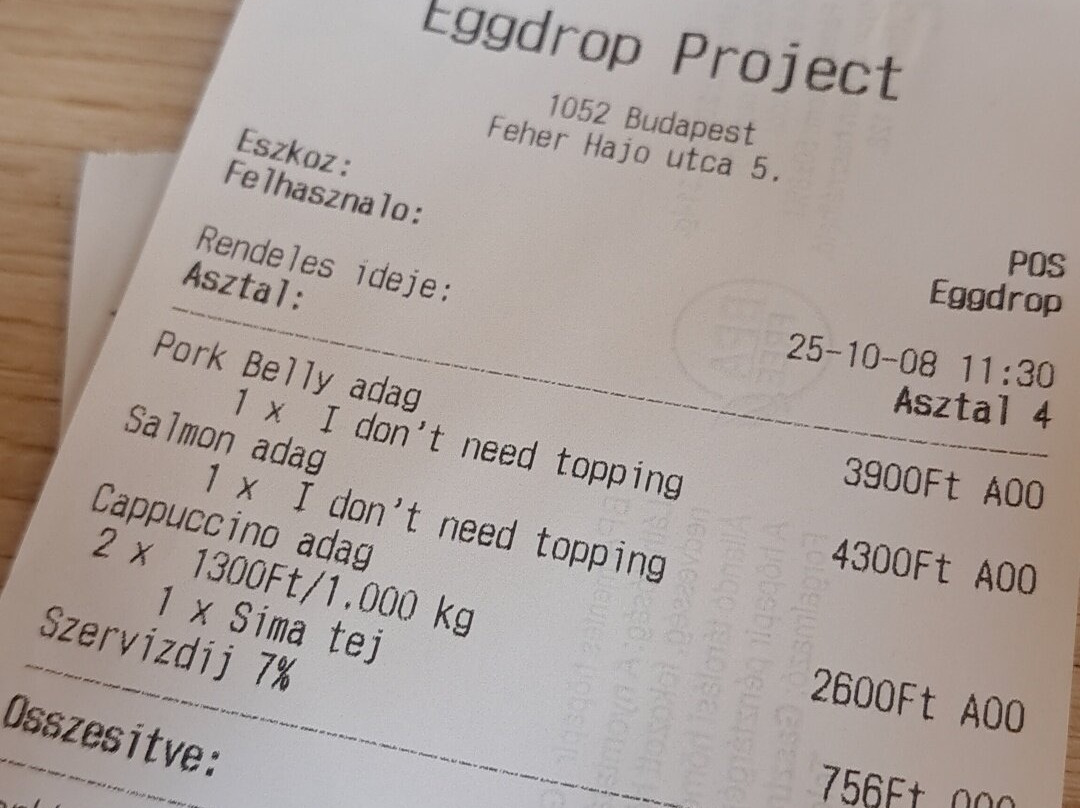 Eggdrop Project
1052 Budapest
Feher Hajo utca 5.
Eszkoz: POS
Felhasznalo: Eggdrop
Rendeles ideje: 25-10-08 11:30
Asztal: Asztal 4
Pork Belly adag 3900Ft A00
1 x I don't need topping
Salmon adag 4300Ft A00
1 x I don't need topping
Cappuccino adag
2 x 1300Ft/1.000 kg 2600Ft A00
1 x Sima tej
Szervizdij 7% 756Ft
Osszesitve: